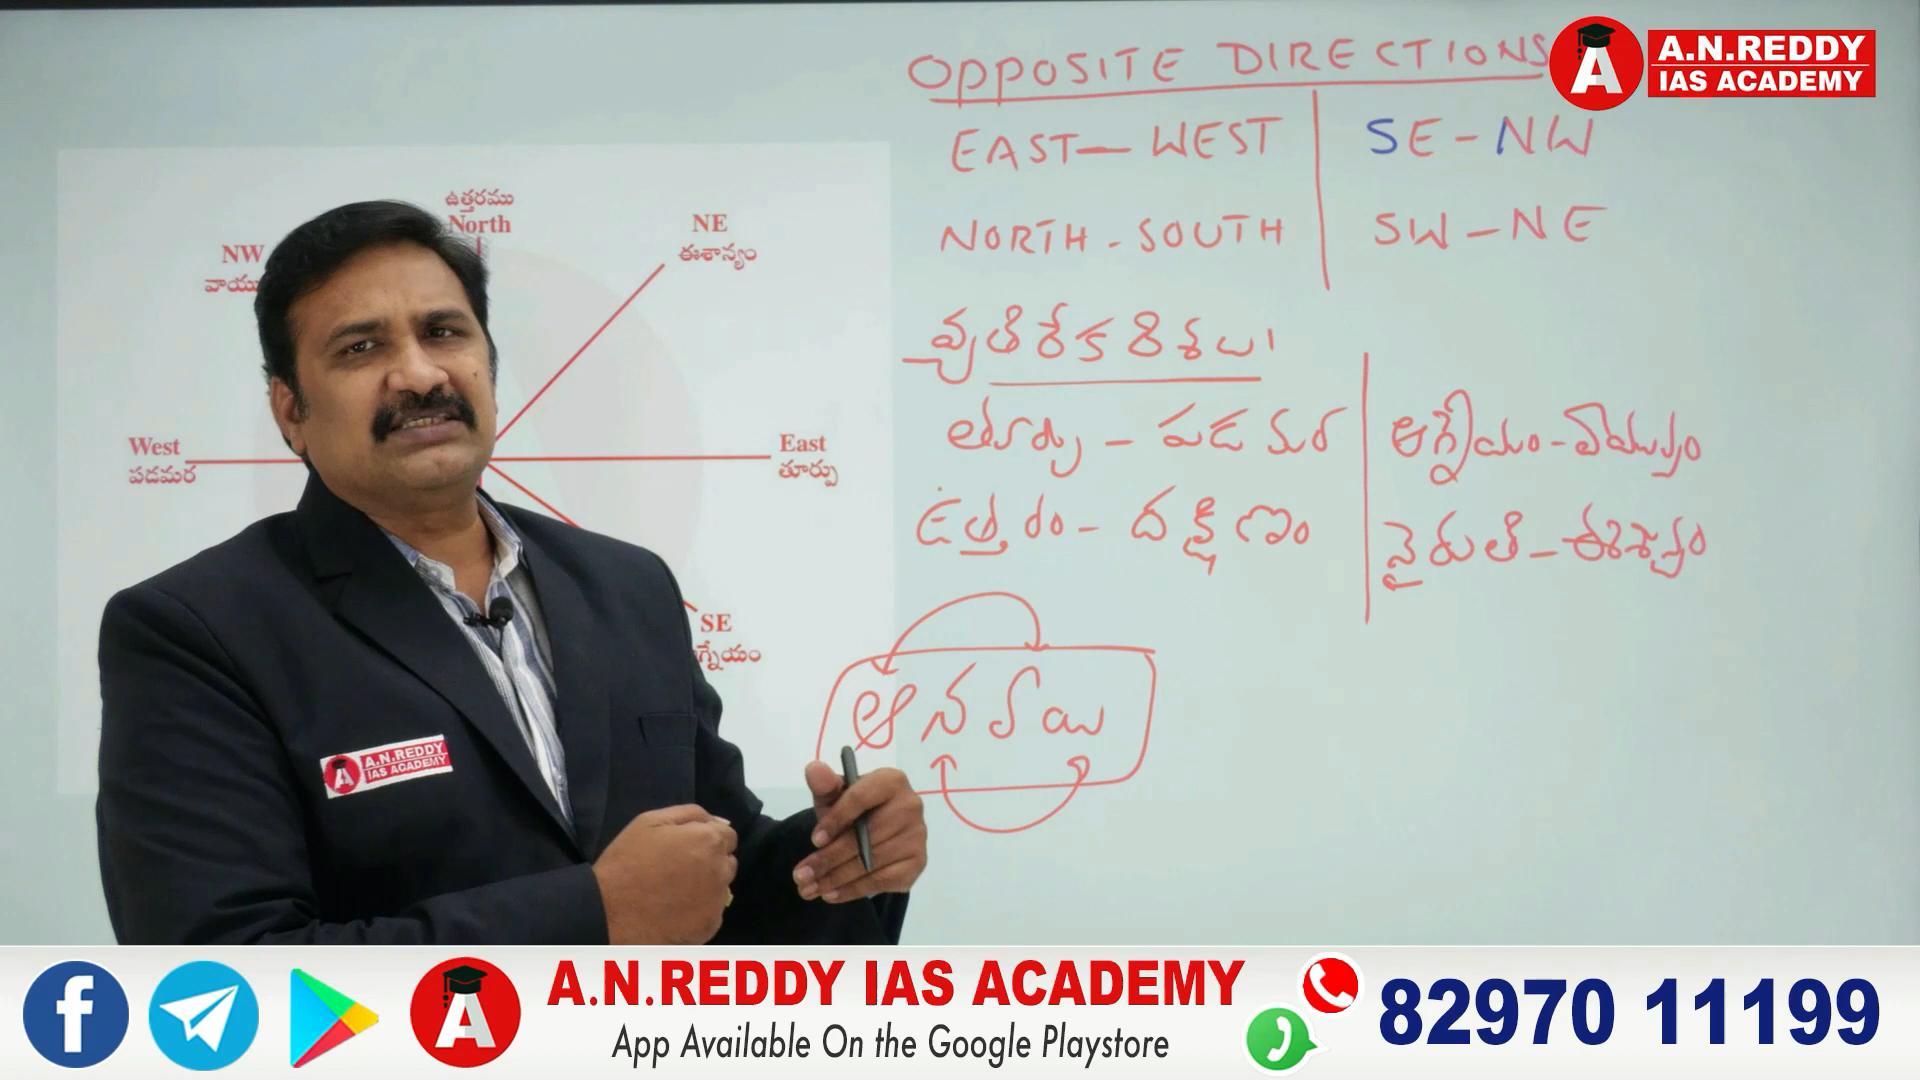 OPPOSITE DIRECTIONS
A.N.REDDY
IAS ACADEMY
EAST-WEST
SE-NW
NORTH-SOUTH
SW-NE
వ్యతిరేక దిశలు
తూర్పు - పడమర
ఆగ్నేయం-వాయువ్యం
ఉత్తరం-దక్షిణం
నైరుతి-ఈశాన్యం
ఆ న వా యి
ఉత్తరము
North
NE
ఈశాన్యం
NW
వాయు
West
పడమర
East
తూర్పు
SE
గ్నేయం
A.N.REDDY
IAS ACADEMY
A.N.REDDY IAS ACADEMY
App Available On the Google Playstore
82970 11199